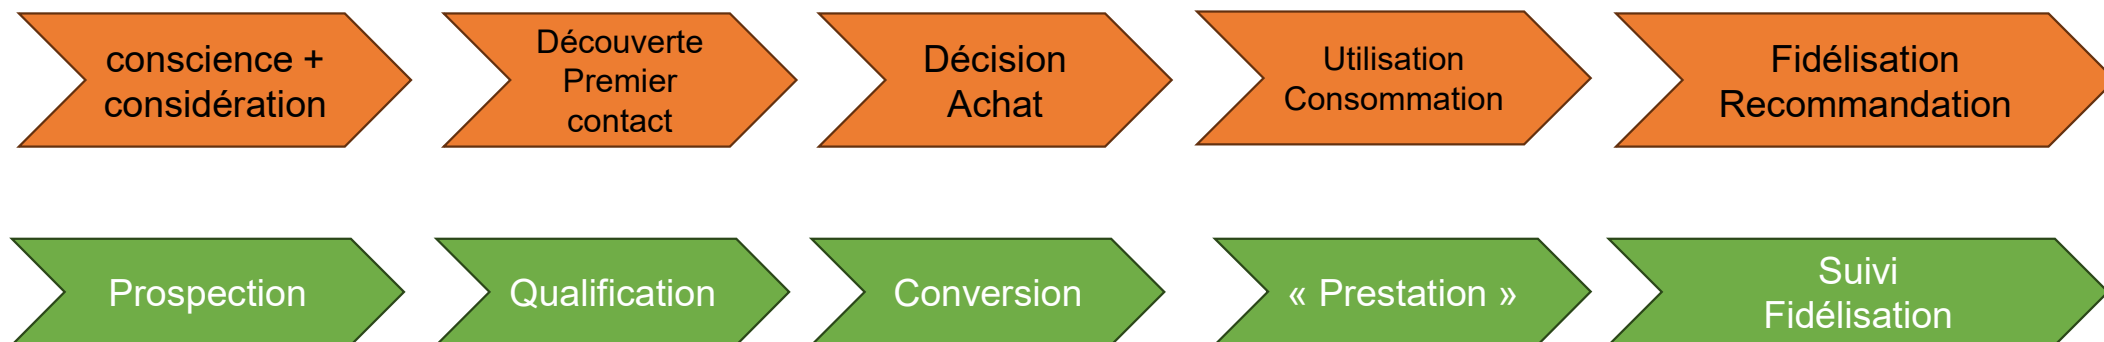 conscience +
considération
Découverte
Premier
contact
Décision
Achat
Utilisation
Consommation
Fidélisation
Recommandation
Prospection
Qualification
Conversion
« Prestation »
Suivi
Fidélisation